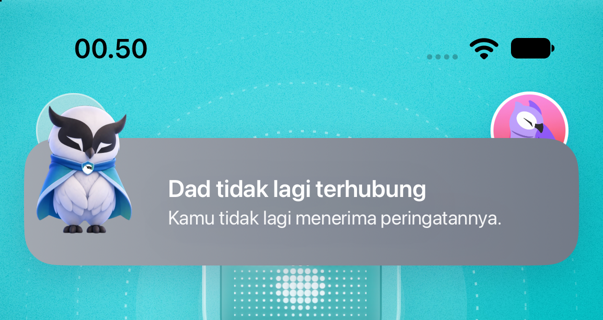 00.50
Dad tidak lagi terhubung
Kamu tidak lagi menerima peringatannya.